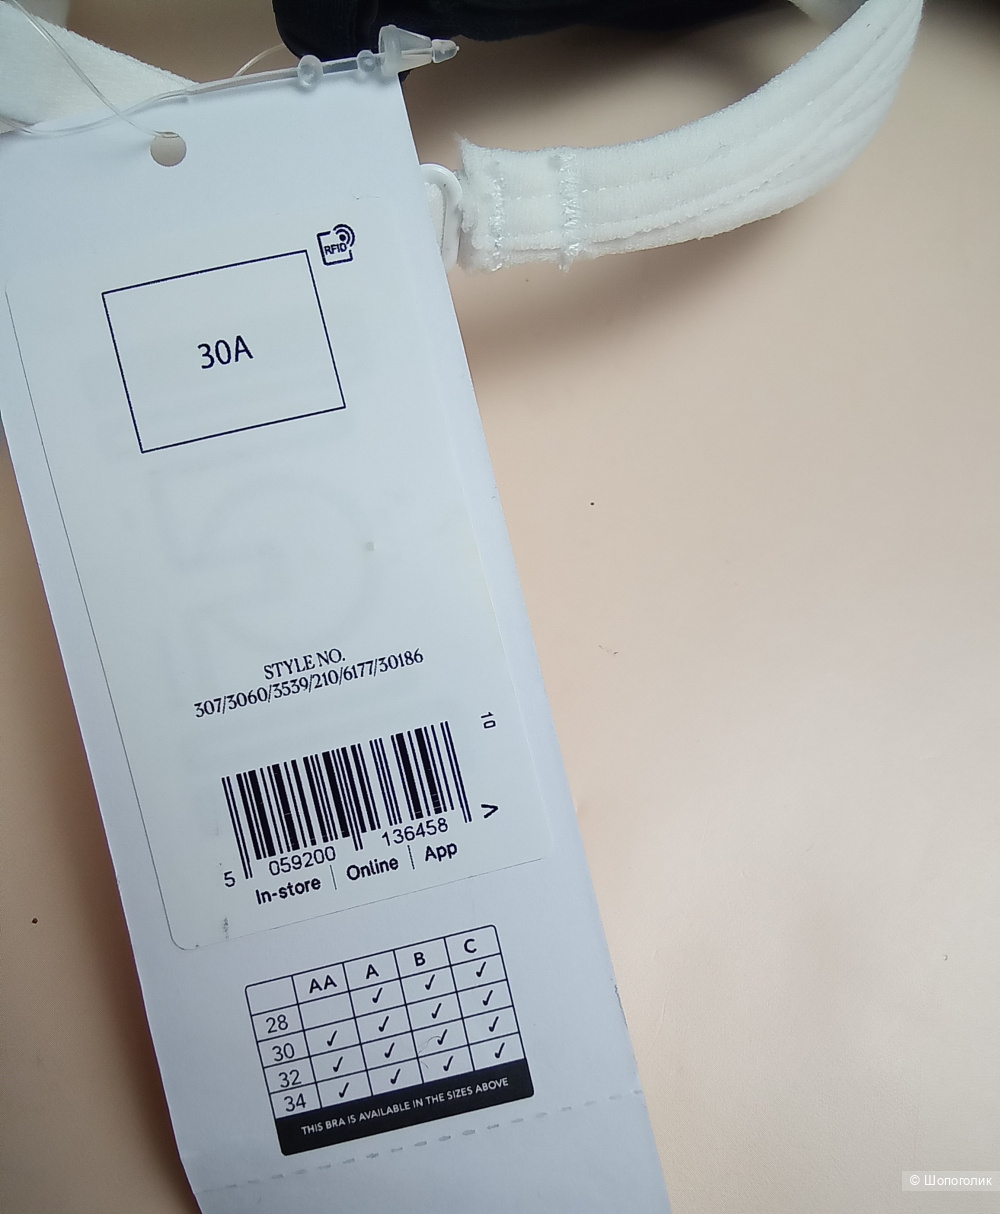 RFID
30A
STYLE NO.
307/3060/3539/210/6177/30186
10
5 059200 136458 >
In-store | Online | App
AA A B C
28 ✓ ✓ ✓
30 ✓ ✓ ✓ ✓
32 ✓ ✓ ✓ ✓
34 ✓ ✓ ✓ ✓
THIS BRA IS AVAILABLE IN THE SIZES ABOVE
© Шопоголик